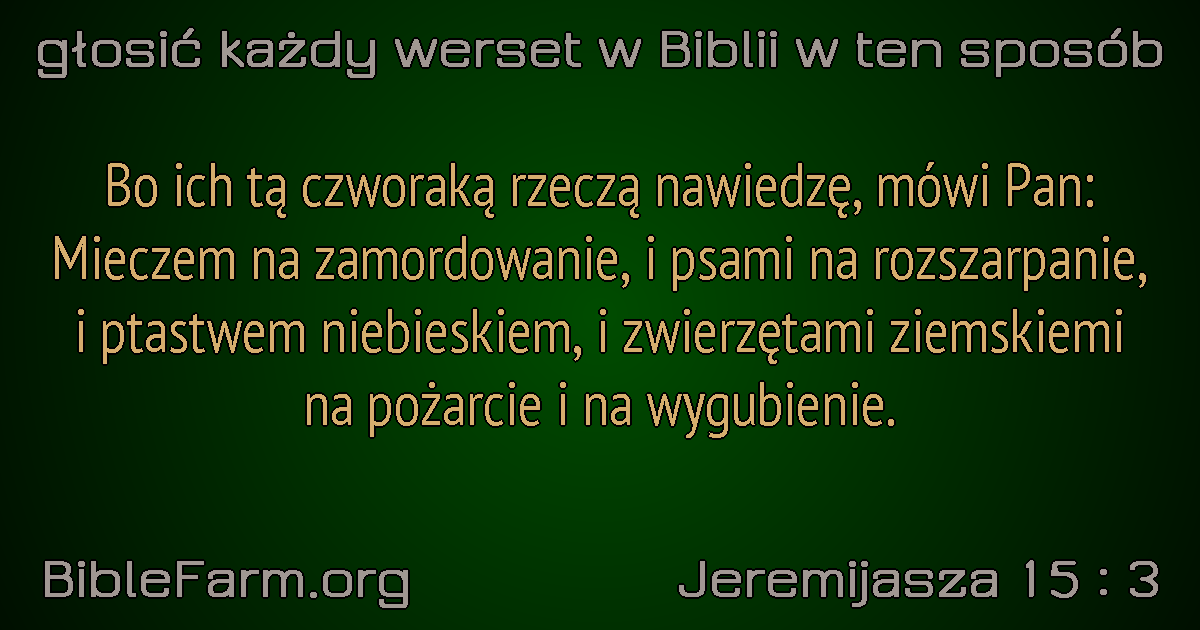 głosić każdy werset w Biblii w ten sposób
Bo ich tą czworaką rzeczą nawiedzę, mówi Pan:
Mieczem na zamordowanie, i psami na rozszarpanie,
i ptastwem niebieskiem, i zwierzętami ziemskiemi
na pożarcie i na wygubienie.
BibleFarm.org
Jeremijasza 15 : 3